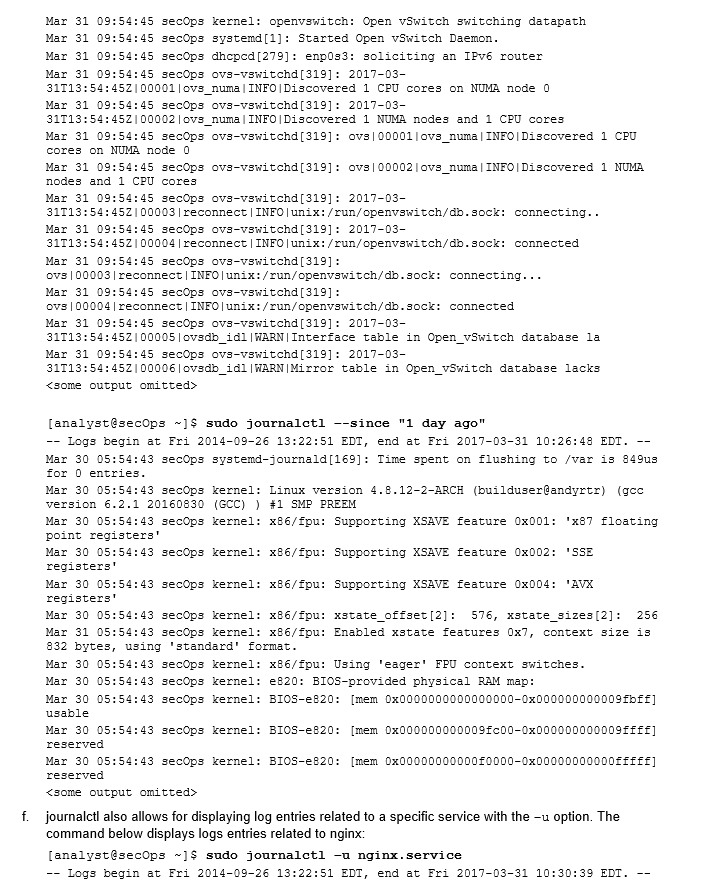 Mar 31 09:54:45 secOps kernel: openvswitch: Open vSwitch switching datapath
Mar 31 09:54:45 secOps systemd[1]: Started Open vSwitch Daemon.
Mar 31 09:54:45 secOps dhcpcd[279]: enp0s3: soliciting an IPv6 router
Mar 31 09:54:45 secOps ovs-vswitchd[319]: 2017-03-
31T13:54:45Z|00001|ovs_numa|INFO|Discovered 1 CPU cores on NUMA node 0
Mar 31 09:54:45 secOps ovs-vswitchd[319]: 2017-03-
31T13:54:45Z|00002|ovs_numa|INFO|Discovered 1 NUMA nodes and 1 CPU cores
Mar 31 09:54:45 secOps ovs-vswitchd[319]: ovs|00001|ovs_numa|INFO|Discovered 1 CPU
cores on NUMA node 0
Mar 31 09:54:45 secOps ovs-vswitchd[319]: ovs|00002|ovs_numa|INFO|Discovered 1 NUMA
nodes and 1 CPU cores
Mar 31 09:54:45 secOps ovs-vswitchd[319]: 2017-03-
31T13:54:45Z|00003|reconnect|INFO|unix:/run/openvswitch/db.sock: connecting..
Mar 31 09:54:45 secOps ovs-vswitchd[319]: 2017-03-
31T13:54:45Z|00004|reconnect|INFO|unix:/run/openvswitch/db.sock: connected
Mar 31 09:54:45 secOps ovs-vswitchd[319]:
ovs|00003|reconnect|INFO|unix:/run/openvswitch/db.sock: connecting...
Mar 31 09:54:45 secOps ovs-vswitchd[319]:
ovs|00004|reconnect|INFO|unix:/run/openvswitch/db.sock: connected
Mar 31 09:54:45 secOps ovs-vswitchd[319]: 2017-03-
31T13:54:45Z|00005|ovsdb_idl|WARN|Interface table in Open_vSwitch database la
Mar 31 09:54:45 secOps ovs-vswitchd[319]: 2017-03-
31T13:54:45Z|00006|ovsdb_idl|WARN|Mirror table in Open_vSwitch database lacks
<some output omitted>
[analyst@secOps ~]$ sudo journalctl --since "1 day ago"
-- Logs begin at Fri 2014-09-26 13:22:51 EDT, end at Fri 2017-03-31 10:26:48 EDT. --
Mar 30 05:54:43 secOps systemd-journald[169]: Time spent on flushing to /var is 849us
for 0 entries.
Mar 30 05:54:43 secOps kernel: Linux version 4.8.12-2-ARCH (builduser@andyrtr) (gcc
version 6.2.1 20160830 (GCC) ) #1 SMP PREEM
Mar 30 05:54:43 secOps kernel: x86/fpu: Supporting XSAVE feature 0x001: 'x87 floating
point registers'
Mar 30 05:54:43 secOps kernel: x86/fpu: Supporting XSAVE feature 0x002: 'SSE
registers'
Mar 30 05:54:43 secOps kernel: x86/fpu: Supporting XSAVE feature 0x004: 'AVX
registers'
Mar 30 05:54:43 secOps kernel: x86/fpu: xstate_offset[2]:  576, xstate_sizes[2]:  256
Mar 31 05:54:43 secOps kernel: x86/fpu: Enabled xstate features 0x7, context size is
832 bytes, using 'standard' format.
Mar 30 05:54:43 secOps kernel: x86/fpu: Using 'eager' FPU context switches.
Mar 30 05:54:43 secOps kernel: e820: BIOS-provided physical RAM map:
Mar 30 05:54:43 secOps kernel: BIOS-e820: [mem 0x0000000000000000-0x000000000009fbff]
usable
Mar 30 05:54:43 secOps kernel: BIOS-e820: [mem 0x000000000009fc00-0x000000000009ffff]
reserved
Mar 30 05:54:43 secOps kernel: BIOS-e820: [mem 0x00000000000f0000-0x00000000000fffff]
reserved
<some output omitted>
f. journalctl also allows for displaying log entries related to a specific service with the –u option. The
command below displays logs entries related to nginx:
[analyst@secOps ~]$ sudo journalctl –u nginx.service
-- Logs begin at Fri 2014-09-26 13:22:51 EDT, end at Fri 2017-03-31 10:30:39 EDT. --